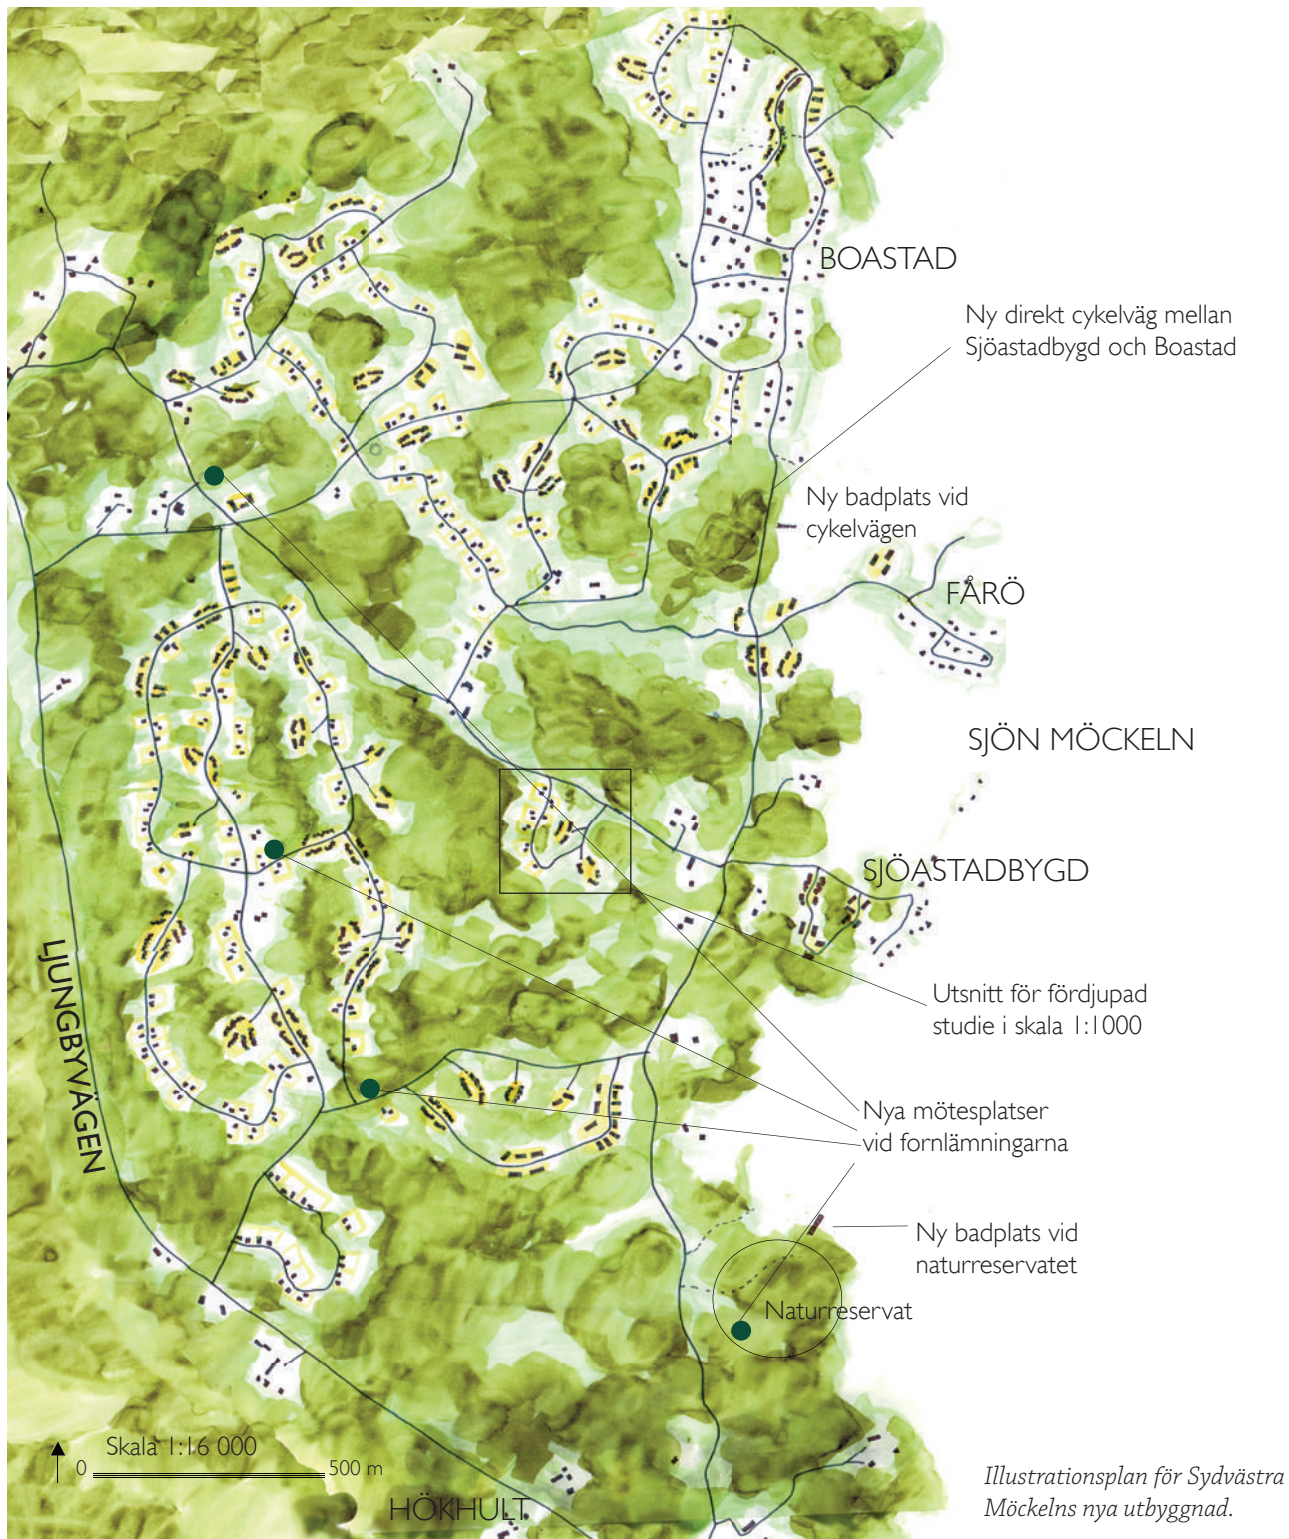 BOASTAD
Ny direkt cykelväg mellan
Sjöastadbygd och Boastad
Ny badplats vid
cykelvägen
FÅRÖ
SJÖN MÖCKELN
SJÖASTADBYGD
LJUNGBYVÄGEN
Utsnitt för fördjupad
studie i skala 1:1000
Nya mötesplatser
vid fornlämningarna
Ny badplats vid
naturreservatet
Naturreservat
Skala 1:16 000
0 500 m
HÖKHULT
Illustrationsplan för Sydvästra
Möckelns nya utbyggnad.